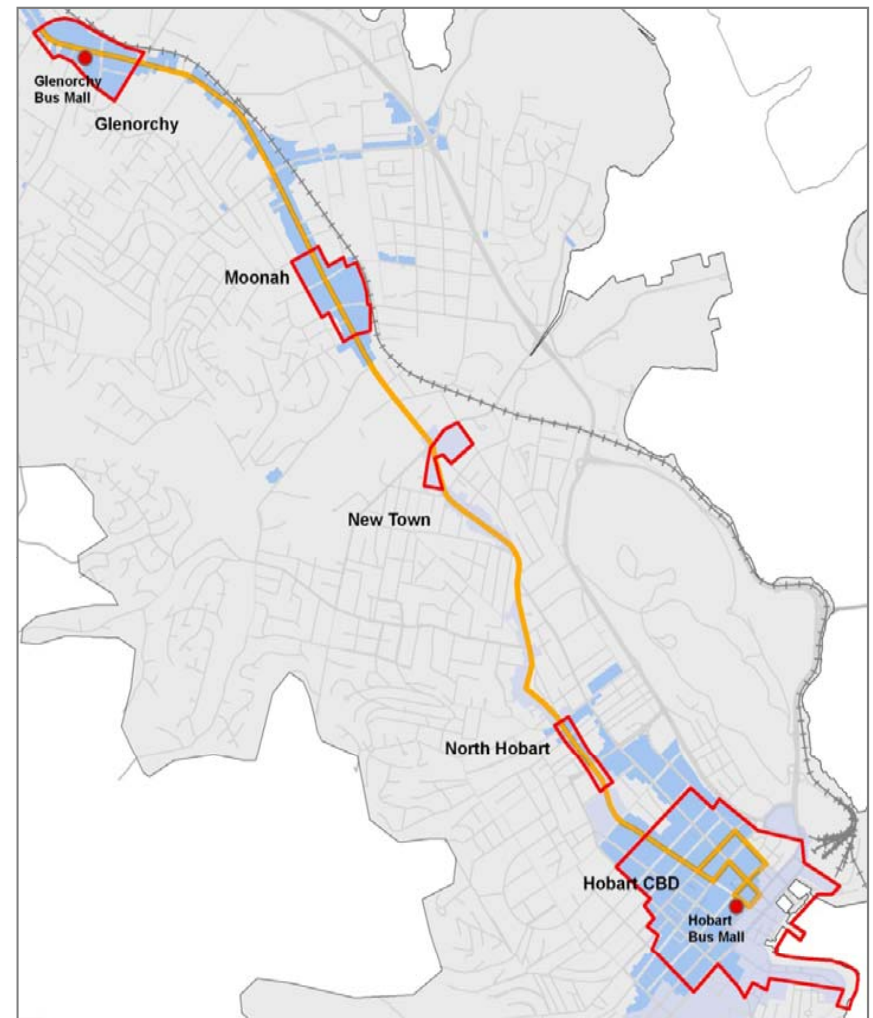 Glenorchy
Bus Mall
Glenorchy
Moonah
New Town
North Hobart
Hobart CBD
Hobart
Bus Mall